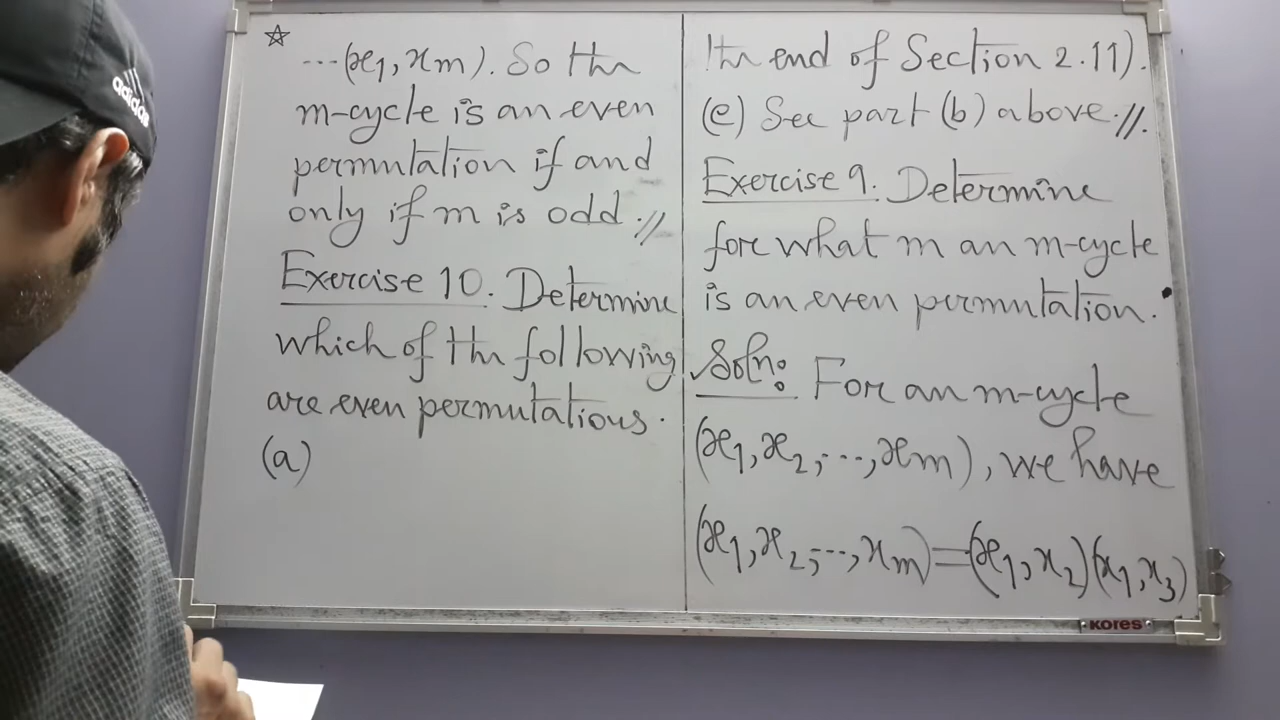 ☆
...(x₁, xₘ). So the
m-cycle is an even
permutation if and
only if m is odd.//
Exercise 10. Determine
which of the following
are even permutations.
(a)
the end of Section 2.11).
(e) See part (b) above.//.
Exercise 9. Determine
for what m an m-cycle
is an even permutation.
Soln: For an m-cycle
(x₁, x₂, ..., xₘ), we have
(x₁, x₂, ..., xₘ) = (x₁, x₂)(x₁, x₃)
KORES
adidas